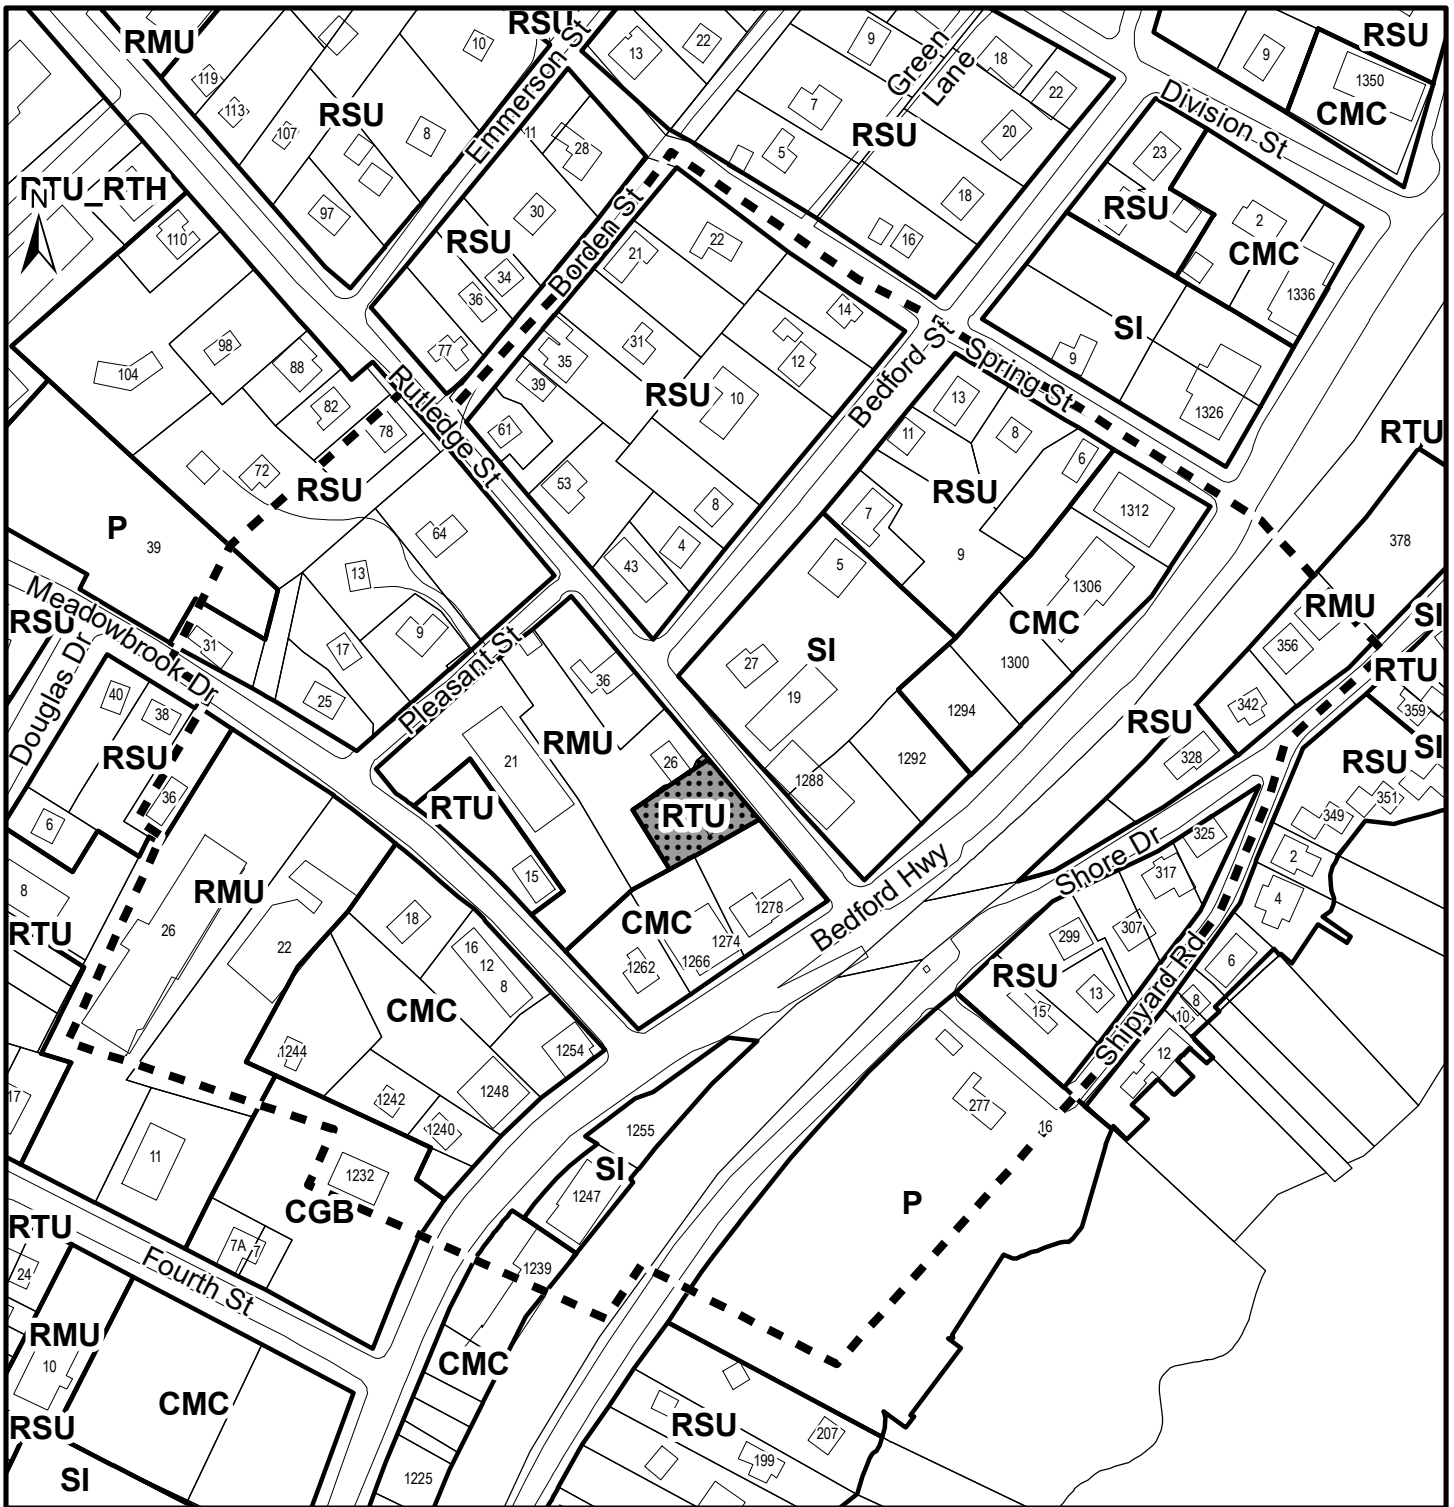 RSU
RMU
10
13
22
9
Green
Lane
18
22
9
RSU
1350
CMC
119
113
107
RSU
8
Emmerson St
11
28
7
RSU
5
20
Division St
23
RTU_RTH
N
97
110
30
RSU
34
36
Borden St
21
22
18
16
RSU
2
CMC
1336
98
104
88
82
78
77
35
39
31
RSU
14
12
10
Bedford St
Spring St
SI
9
1326
Rutledge St
61
53
13
11
8
6
RTU
72
RSU
64
8
4
43
7
RSU
9
1312
378
P
39
13
17
9
5
1306
CMC
1300
RMU
SI
356
Meadowbrook Dr
RSU
Douglas Dr
31
25
Pleasant St
36
27
SI
19
1294
1292
RSU
342
328
RTU
359
SI
40
38
RSU
36
6
21
RMU
26
RTU
1288
RSU
351
349
RTU
15
RTU
Shore Dr
325
317
2
4
8
RTU
RMU
26
22
18
16
12
8
CMC
1262
1266
1274
1278
Bedford Hwy
299
307
RSU
15
13
Shipyard Rd
6
8
10
12
CMC
1244
1254
1248
1242
1240
17
11
277
16
1255
SI
1247
1232
CGB
P
RTU
24
7A
7
Fourth St
1239
RMU
10
CMC
CMC
RSU
SI
RSU
207
199
1225